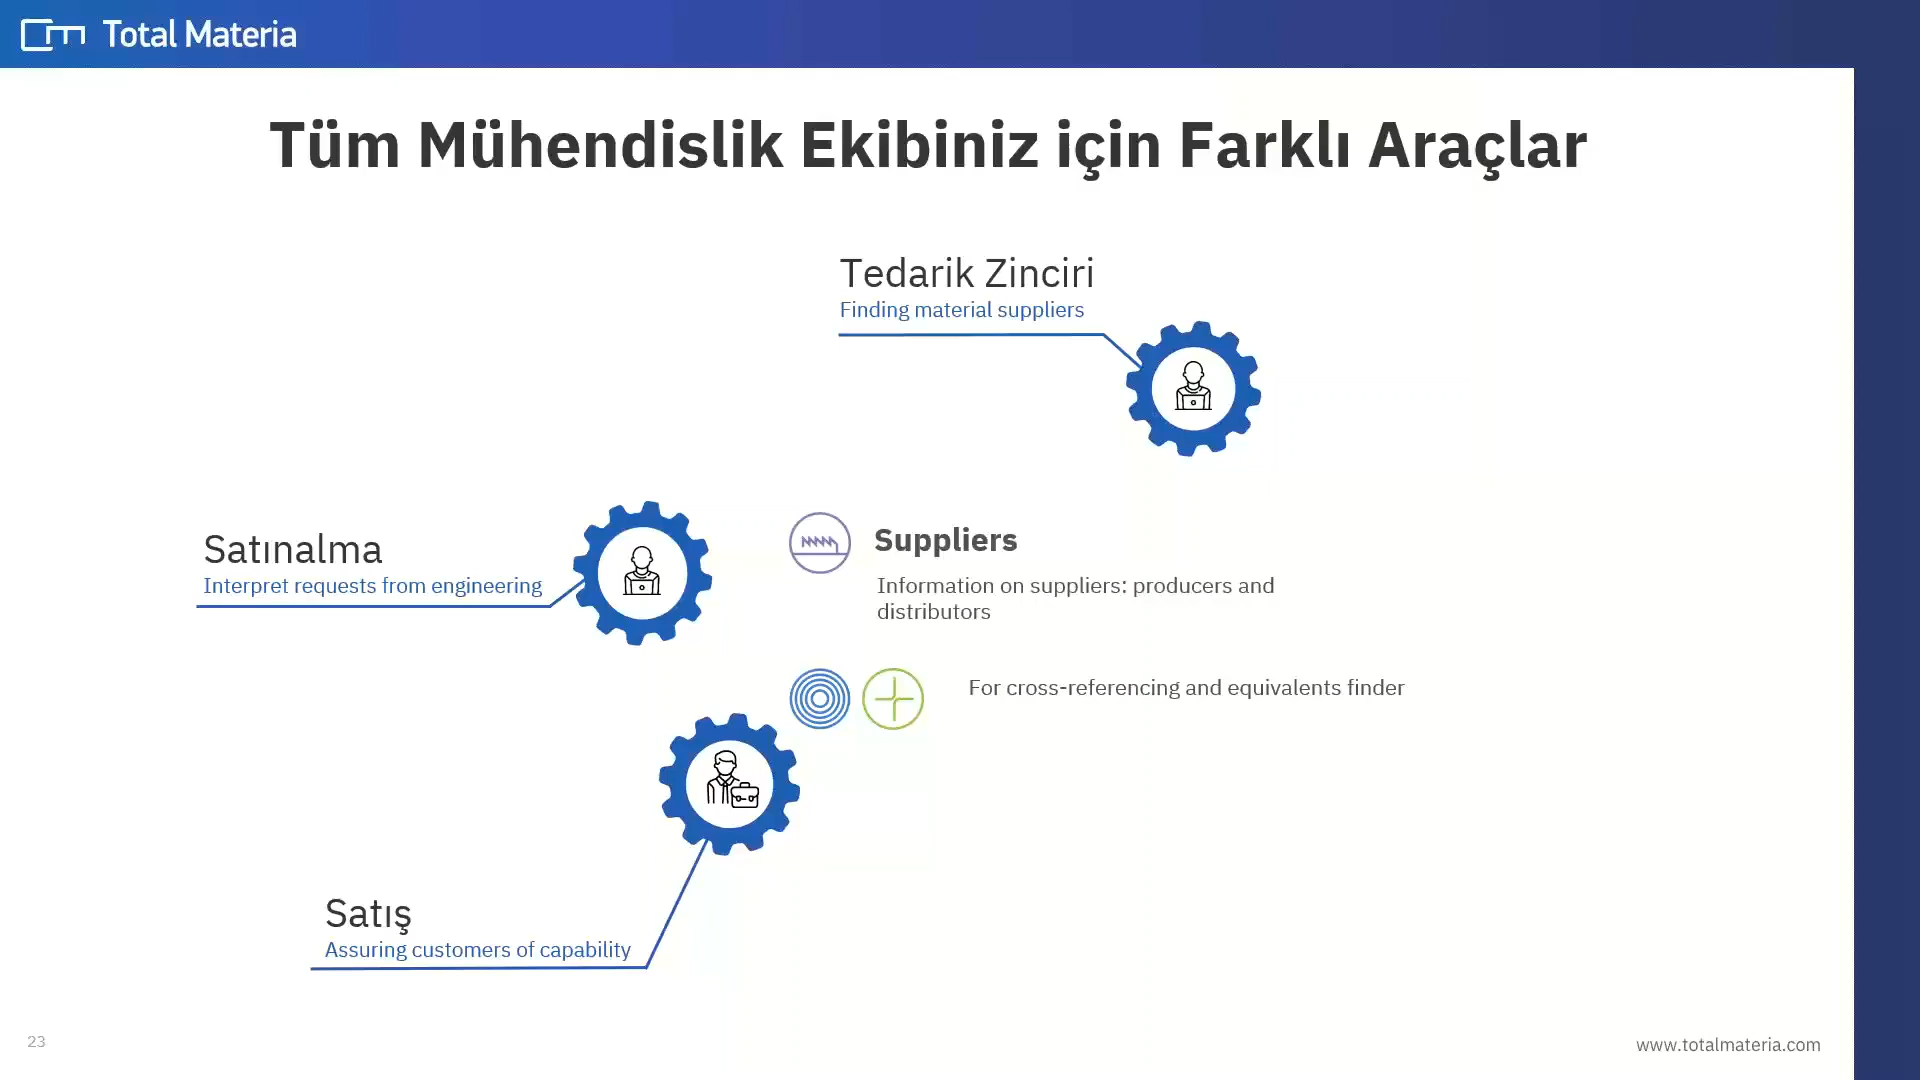 Total Materia
Tüm Mühendislik Ekibiniz için Farklı Araçlar
Tedarik Zinciri
Finding material suppliers
Satınalma
Interpret requests from engineering
Suppliers
Information on suppliers: producers and
distributors
For cross-referencing and equivalents finder
Satış
Assuring customers of capability
23
www.totalmateria.com